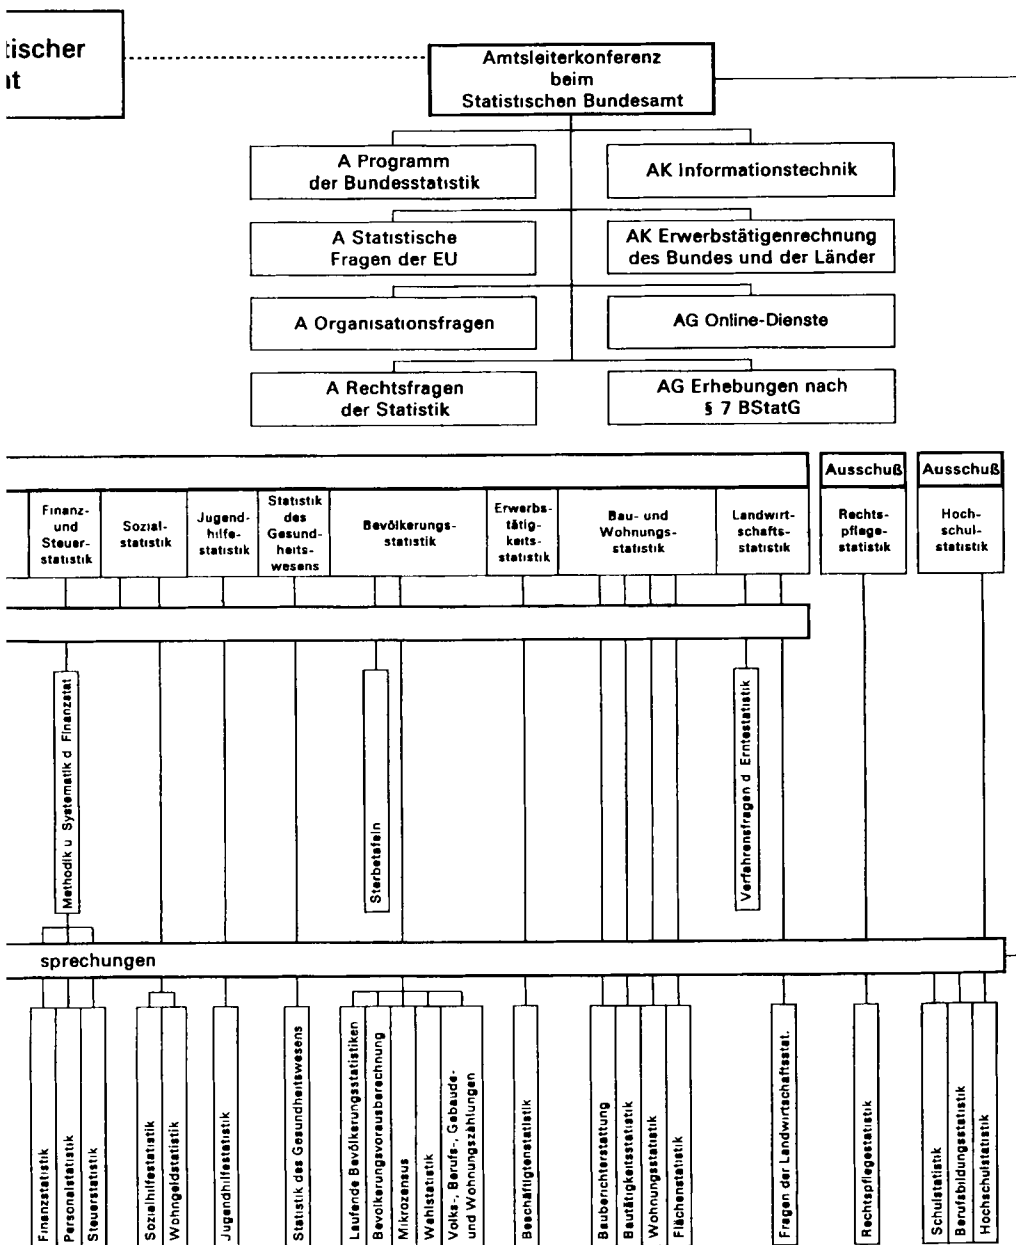 tischer
nt
Amtsleiterkonferenz
beim
Statistischen Bundesamt
A Programm
der Bundesstatistik
AK Informationstechnik
A Statistische
Fragen der EU
AK Erwerbstätigenrechnung
des Bundes und der Länder
A Organisationsfragen
AG Online-Dienste
A Rechtsfragen
der Statistik
AG Erhebungen nach
§ 7 BStatG
Ausschuß
Ausschuß
Finanz-
und
Steuer-
statistik
Sozial-
statistik
Jugend-
hilfe-
statistik
Statistik
des
Gesund-
heits-
wesens
Bevölkerungs-
statistik
Erwerbs-
tätig-
keits-
statistik
Bau- und
Wohnungs-
statistik
Landwirt-
schafts-
statistik
Rechts-
pflege-
statistik
Hoch-
schul-
statistik
Methodik u Systematik d Finanzstat
Sterbetafeln
Verfahrensfragen d Erntestatistik
sprechungen
Finanzstatistik
Personalstatistik
Steuerstatistik
Sozialhilfestatistik
Wohngeldstatistik
Jugendhilfestatistik
Statistik des Gesundheitswesens
Laufende Bevölkerungsstatistiken
Bevolkerungsvorausberechnung
Mikrozensus
Wahlstatistik
Volks-, Berufs-, Gebaude-
und Wohnungszählungen
Beschäftigtenstatistik
Bauberichterstattung
Bautätigkeitsstatistik
Wohnungsstatistik
Flächenstatistik
Fragen der Landwirtschaftsstat.
Rechtspflegestatistik
Schulstatistik
Berufsbildungsstatistik
Hochschulstatistik